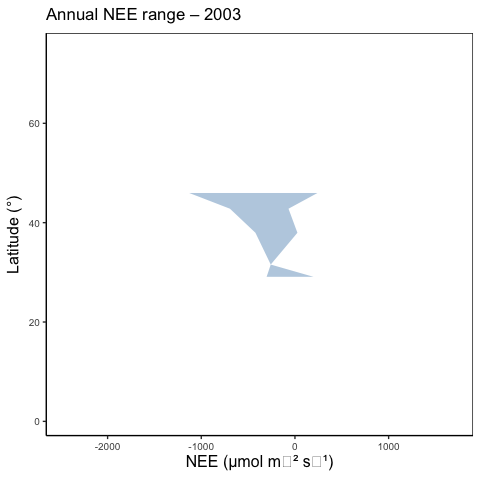 Annual NEE range – 2003
Latitude (°)
60
40
20
0
-2000 -1000 0 1000
NEE (µmol m□² s□¹)